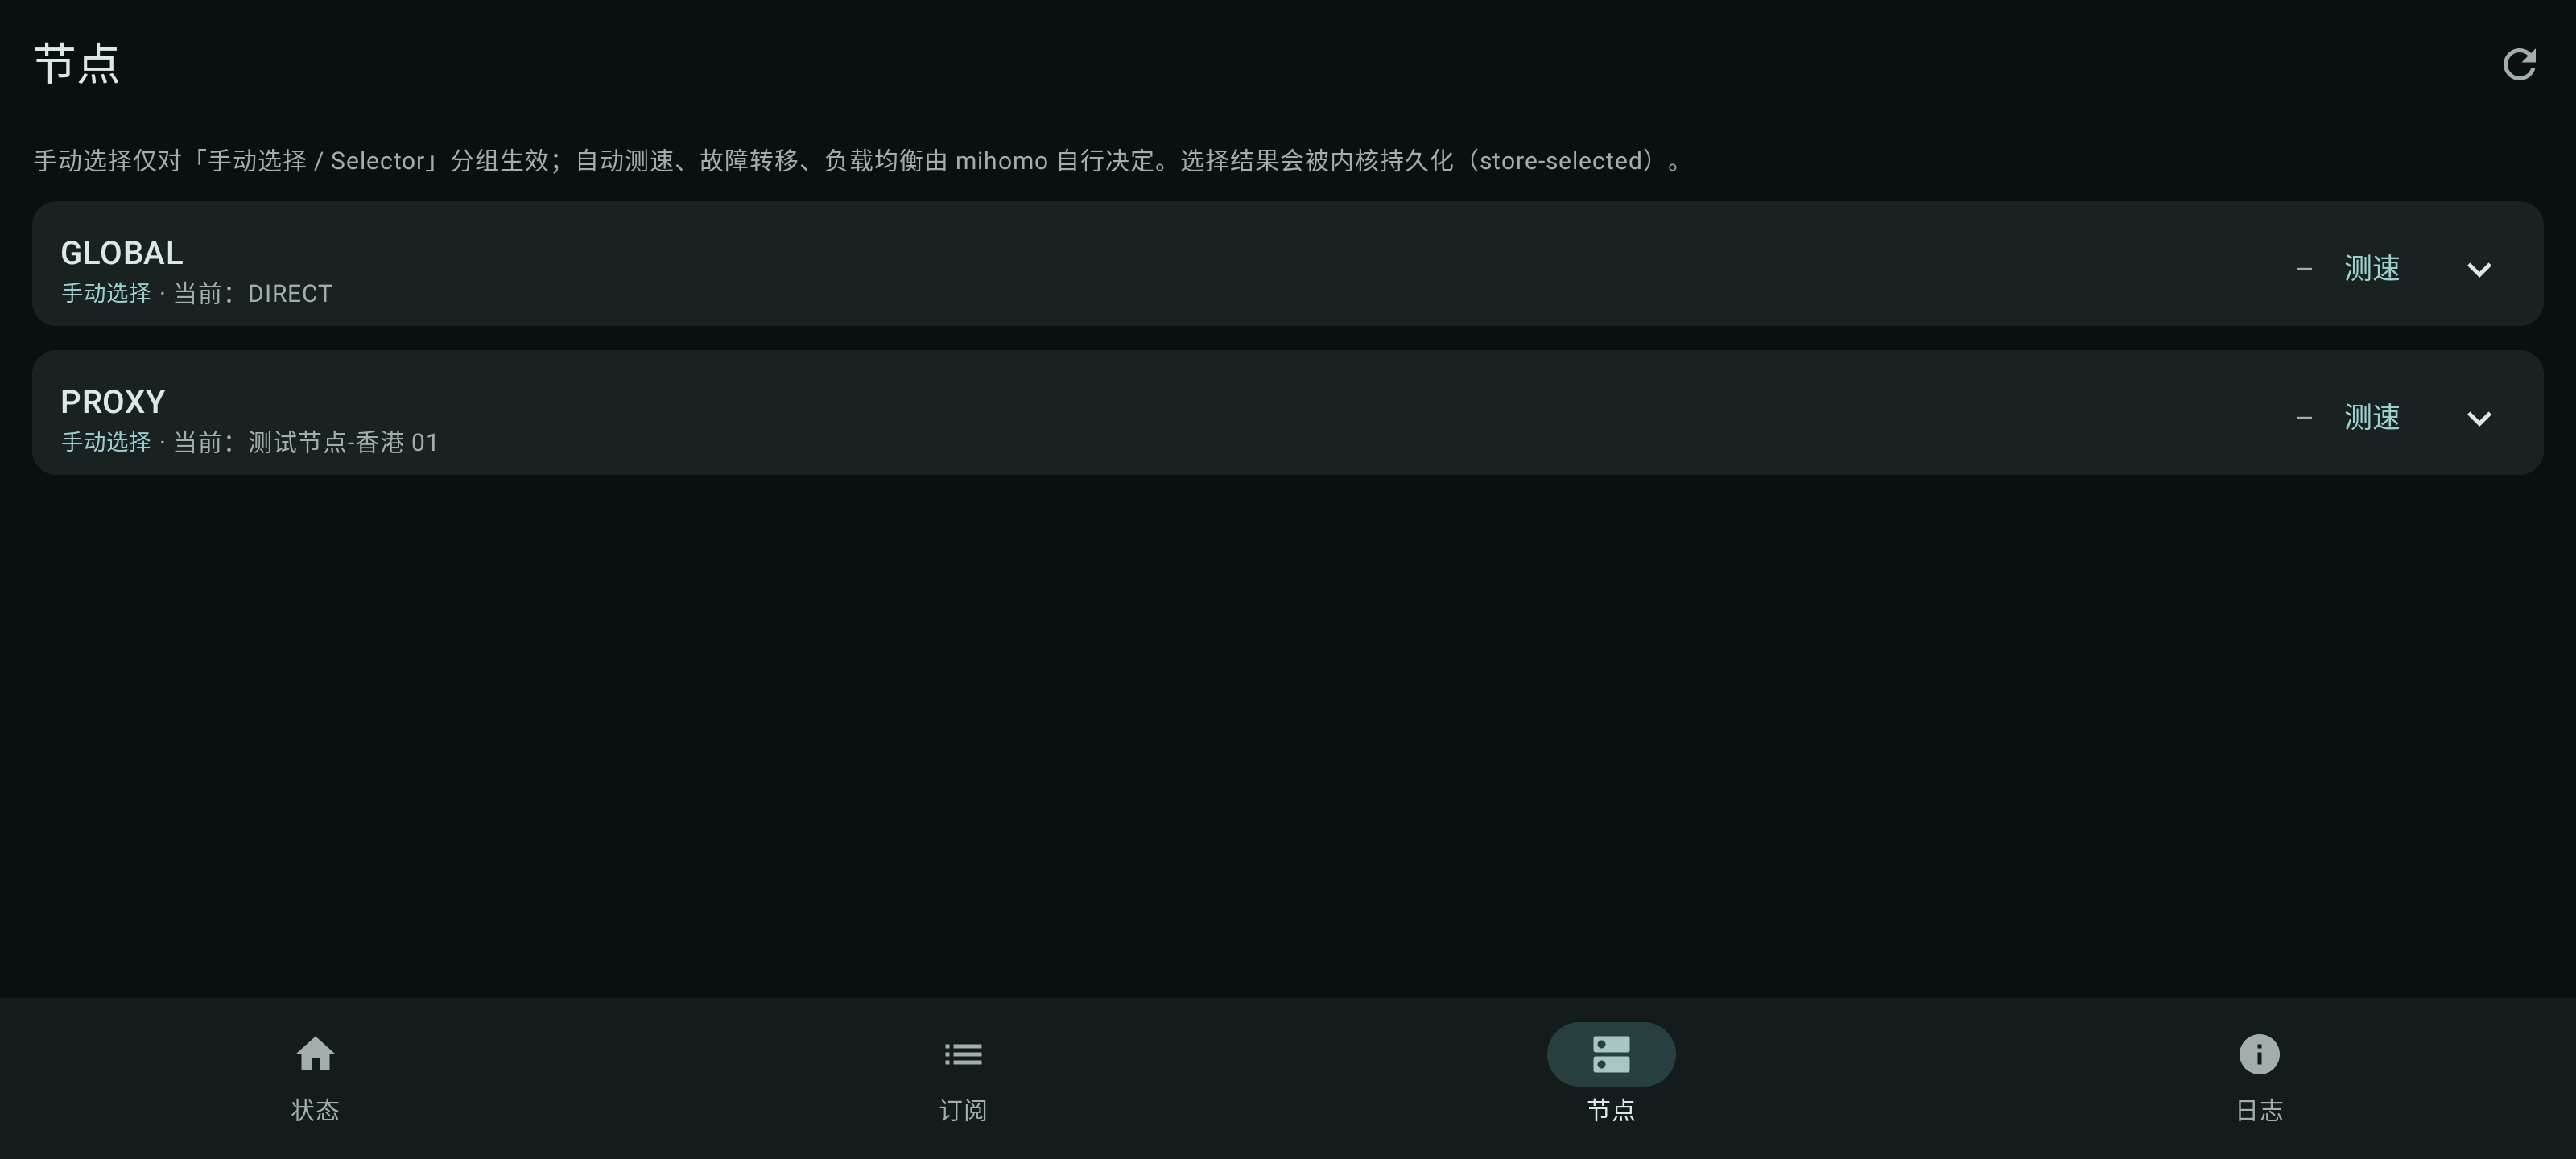 节点
手动选择仅对「手动选择 / Selector」分组生效；自动测速、故障转移、负载均衡由 mihomo 自行决定。选择结果会被内核持久化（store-selected）。
GLOBAL
手动选择 · 当前：DIRECT
– 测速
PROXY
手动选择 · 当前：测试节点-香港 01
– 测速
状态
订阅
节点
日志